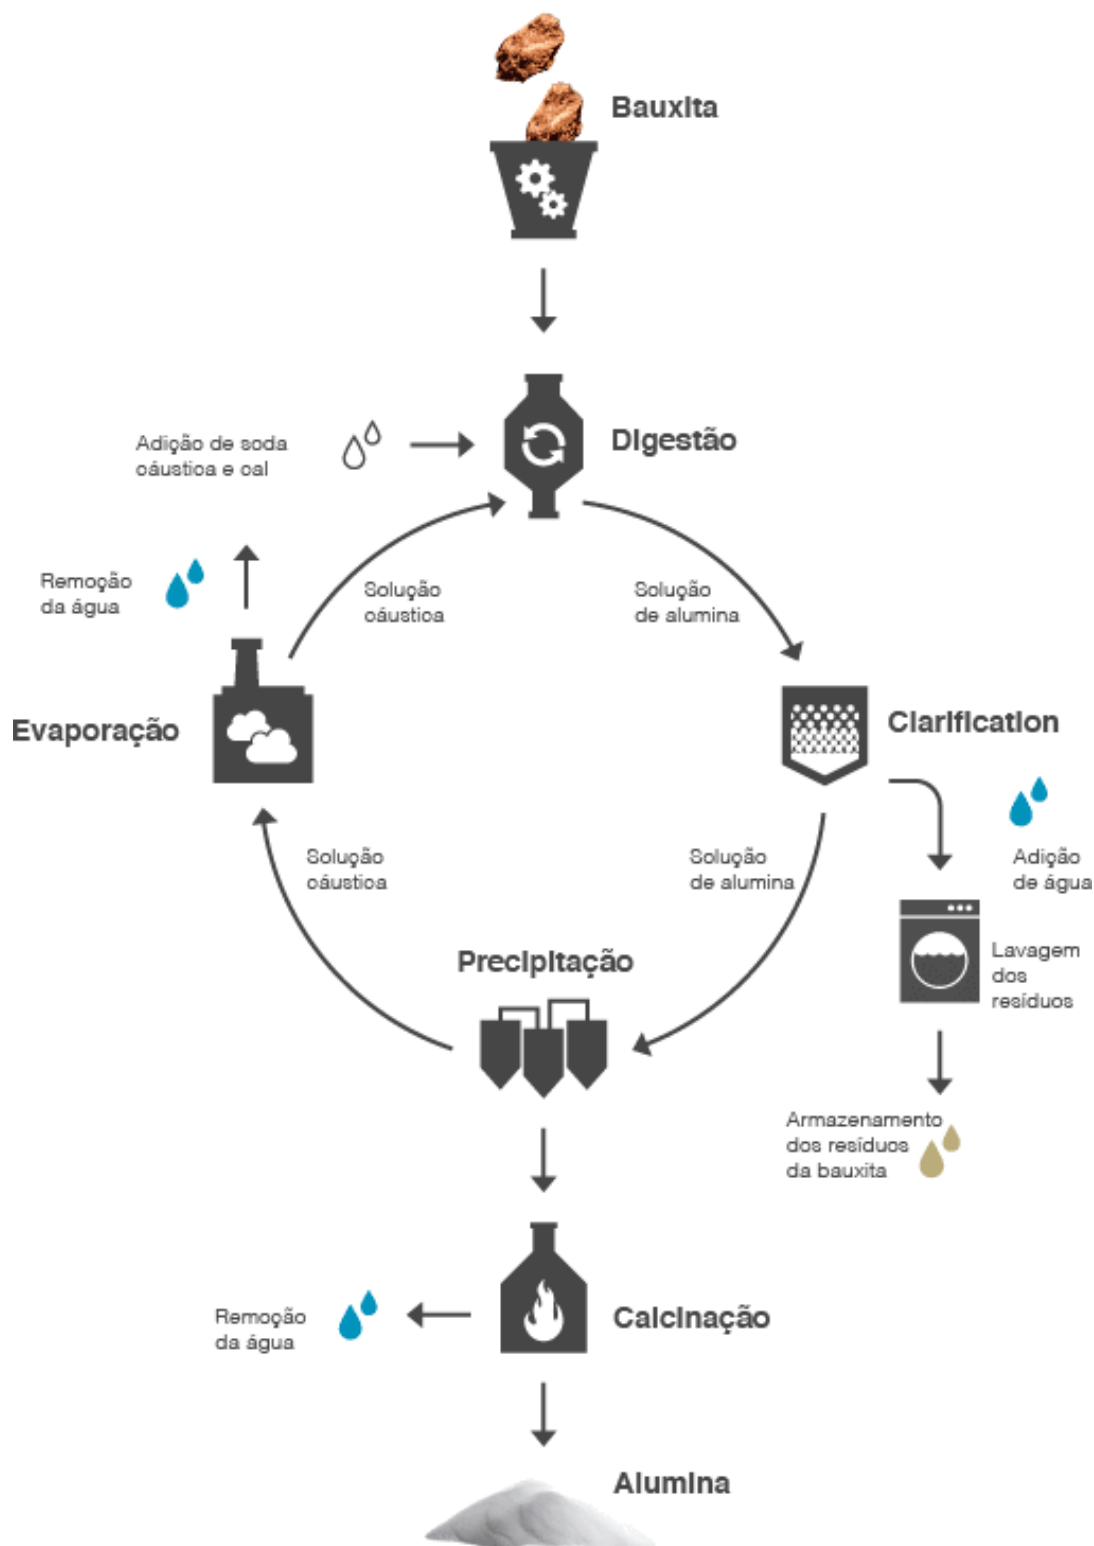 Bauxita
Digestão
Adição de soda
cáustica e cal
Remoção
da água
Solução
cáustica
Solução
de alumina
Evaporação
Clarification
Solução
cáustica
Solução
de alumina
Adição
de água
Precipitação
Lavagem
dos
resíduos
Armazenamento
dos resíduos
da bauxita
Remoção
da água
Calcinação
Alumina